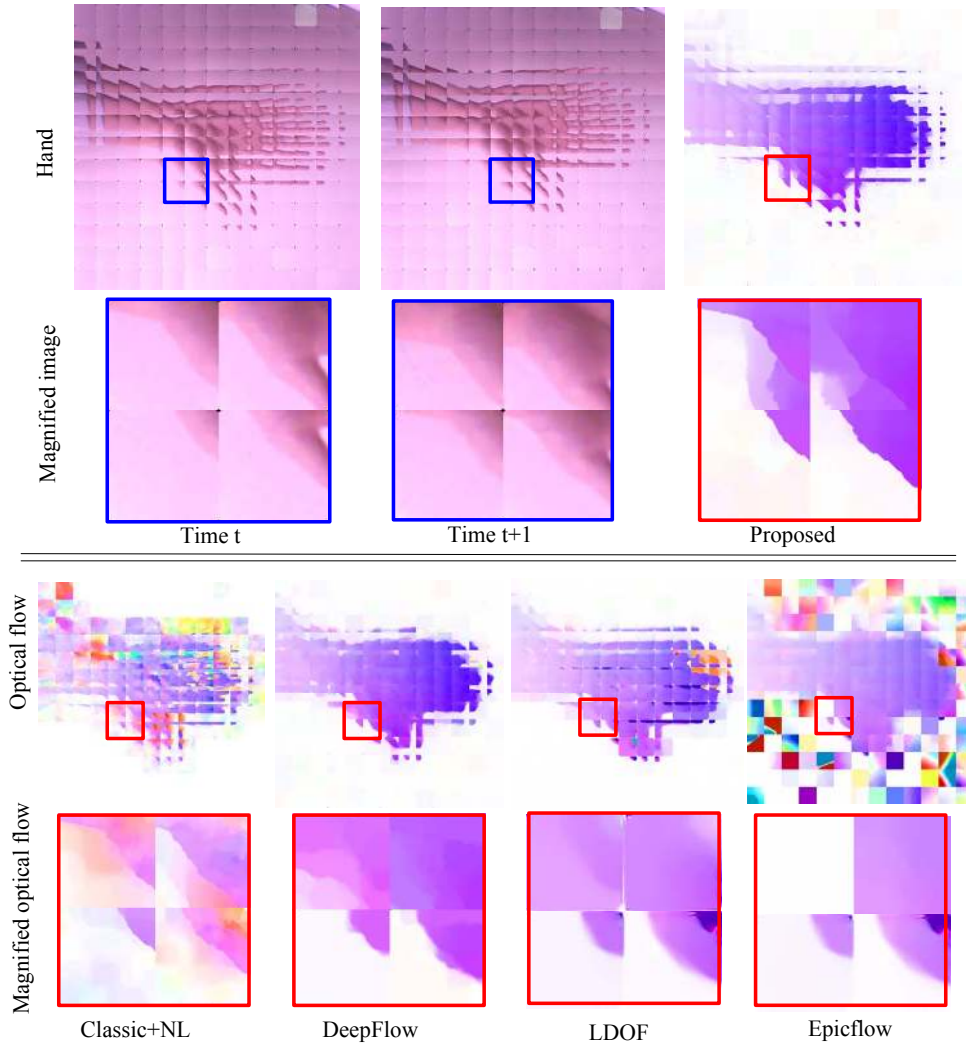 Hand
Magnified image
Time t
Time t+1
Proposed
Optical flow
Magnified optical flow
Classic+NL
DeepFlow
LDOF
Epicflow